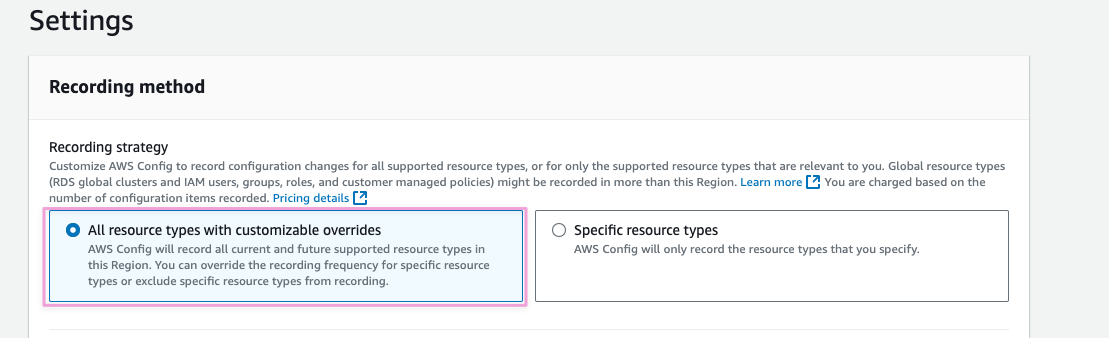 Settings
Recording method
Recording strategy
Customize AWS Config to record configuration changes for all supported resource types, or for only the supported resource types that are relevant to you. Global resource types
(RDS global clusters and IAM users, groups, roles, and customer managed policies) might be recorded in more than this Region. Learn more You are charged based on the
number of configuration items recorded. Pricing details
All resource types with customizable overrides
AWS Config will record all current and future supported resource types in
this Region. You can override the recording frequency for specific resource
types or exclude specific resource types from recording.
Specific resource types
AWS Config will only record the resource types that you specify.